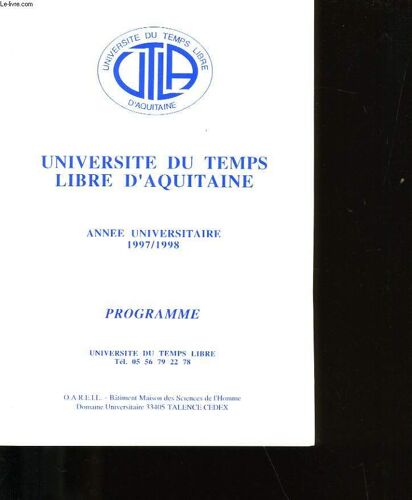 Le-livre.com
UNIVERSITE DU TEMPS LIBRE
UTLA
D'AQUITAINE
UNIVERSITE DU TEMPS
LIBRE D'AQUITAINE
ANNEE UNIVERSITAIRE
1997/1998
PROGRAMME
UNIVERSITE DU TEMPS LIBRE
Tél. 05 56 79 22 78
O.A.R.E.I.L. - Bâtiment Maison des Sciences de l'Homme
Domaine Universitaire 33405 TALENCE CEDEX